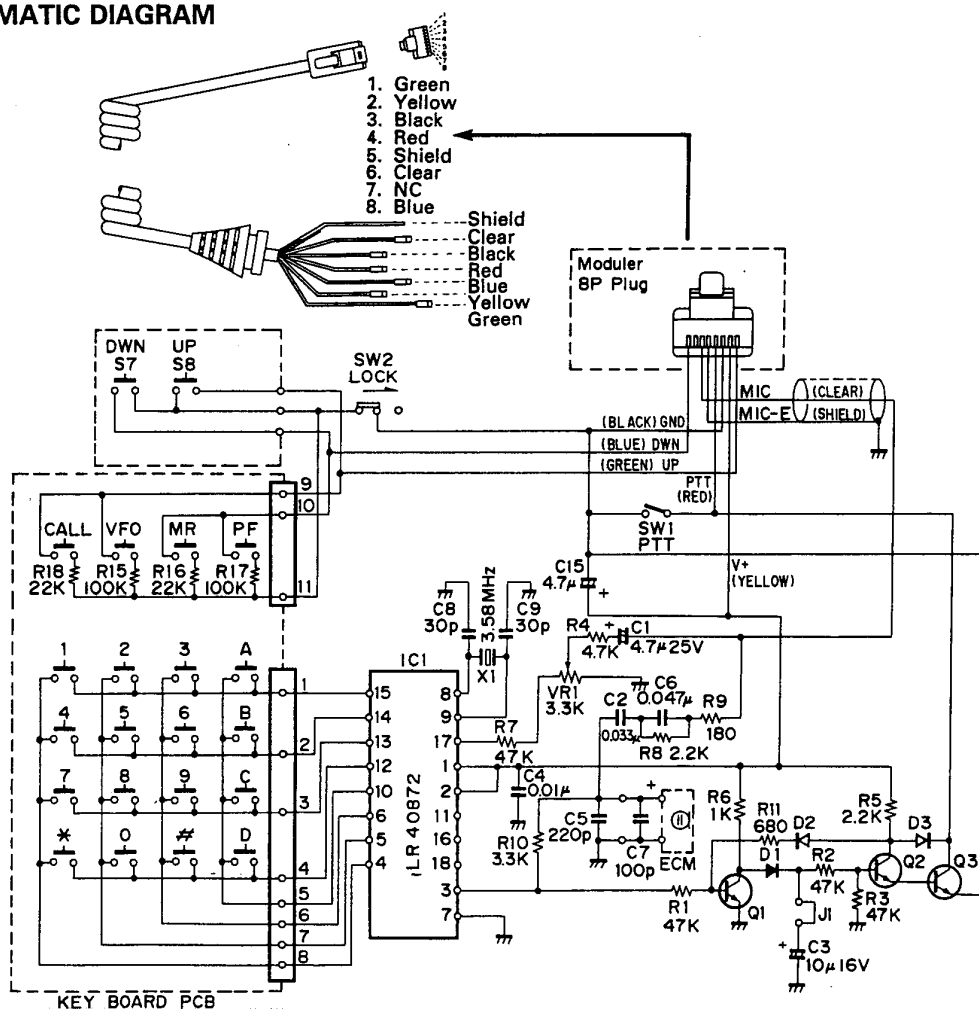 MATIC DIAGRAM
1. Green
2. Yellow
3. Black
4. Red
5. Shield
6. Clear
7. NC
8. Blue
Shield
Clear
Black
Red
Blue
Yellow
Green
Moduler
8P Plug
DWN
S7
UP
S8
SW2
LOCK
MIC
(CLEAR)
MIC-E
(SHIELD)
(BLACK) GND
(BLUE) DWN
(GREEN) UP
PTT
(RED)
SW1
PTT
V+
(YELLOW)
9
10
11
CALL
VFO
MR
PF
R18
22K
R15
100K
R16
22K
R17
100K
C15
4.7μ
+
C8
30p
3.58MHz
X1
C9
30p
R4
4.7K
+
C1
4.7μ25V
VR1
3.3K
C2
0.033μ
C6
0.047μ
R9
180
R8 2.2K
R7
47K
C4
0.01μ
R10
3.3K
C5
220p
C7
100p
+
ECM
R6
1K
R11
680
D2
R5
2.2K
D3
D1
R2
47K
Q2
Q3
R1
47K
Q1
J1
R3
47K
+
C3
10μ16V
IC1
LR40872
15
14
13
12
10
6
5
4
8
9
17
1
2
11
16
18
3
7
1
2
3
A
4
5
6
B
7
8
9
C
*
0
#
D
1
2
3
4
5
6
7
8
KEY BOARD PCB